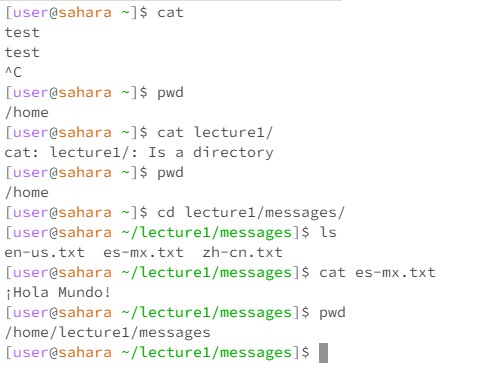 [user@sahara ~]$ cat
test
test
^C
[user@sahara ~]$ pwd
/home
[user@sahara ~]$ cat lecture1/
cat: lecture1/: Is a directory
[user@sahara ~]$ pwd
/home
[user@sahara ~]$ cd lecture1/messages/
[user@sahara ~/lecture1/messages]$ ls
en-us.txt  es-mx.txt  zh-cn.txt
[user@sahara ~/lecture1/messages]$ cat es-mx.txt
¡Hola Mundo!
[user@sahara ~/lecture1/messages]$ pwd
/home/lecture1/messages
[user@sahara ~/lecture1/messages]$